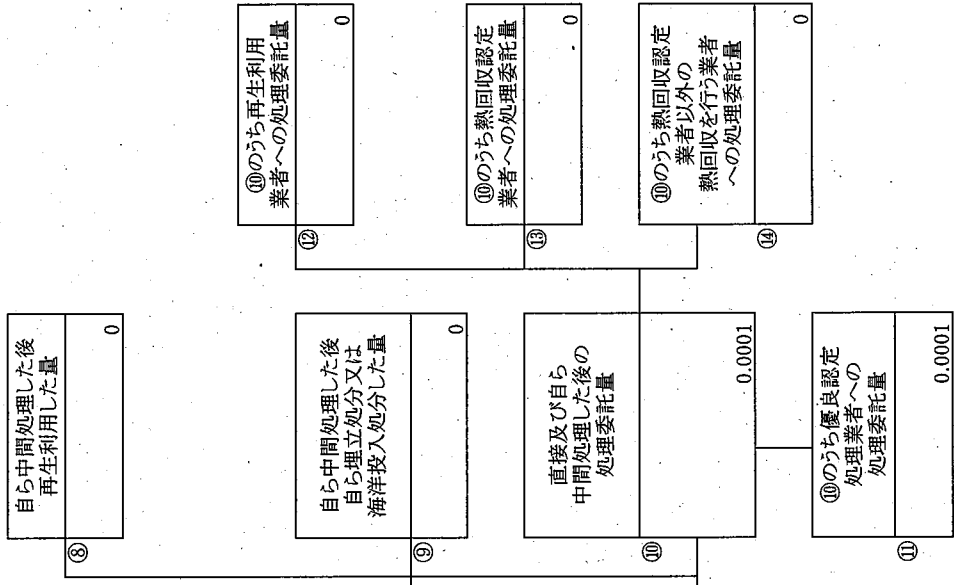 ⑧
自ら中間処理した後
再生利用した量
0
⑨
自ら中間処理した後
自ら埋立処分又は
海洋投入処分した量
0
⑩
直接及び自ら
中間処理した後の
処理委託量
0.0001
⑪
⑩のうち優良認定
処理業者への
処理委託量
0.0001
⑫
⑩のうち再生利用
業者への処理委託量
0
⑬
⑩のうち熱回収認定
業者への処理委託量
0
⑭
⑩のうち熱回収認定
業者以外の
熱回収を行う業者
への処理委託量
0